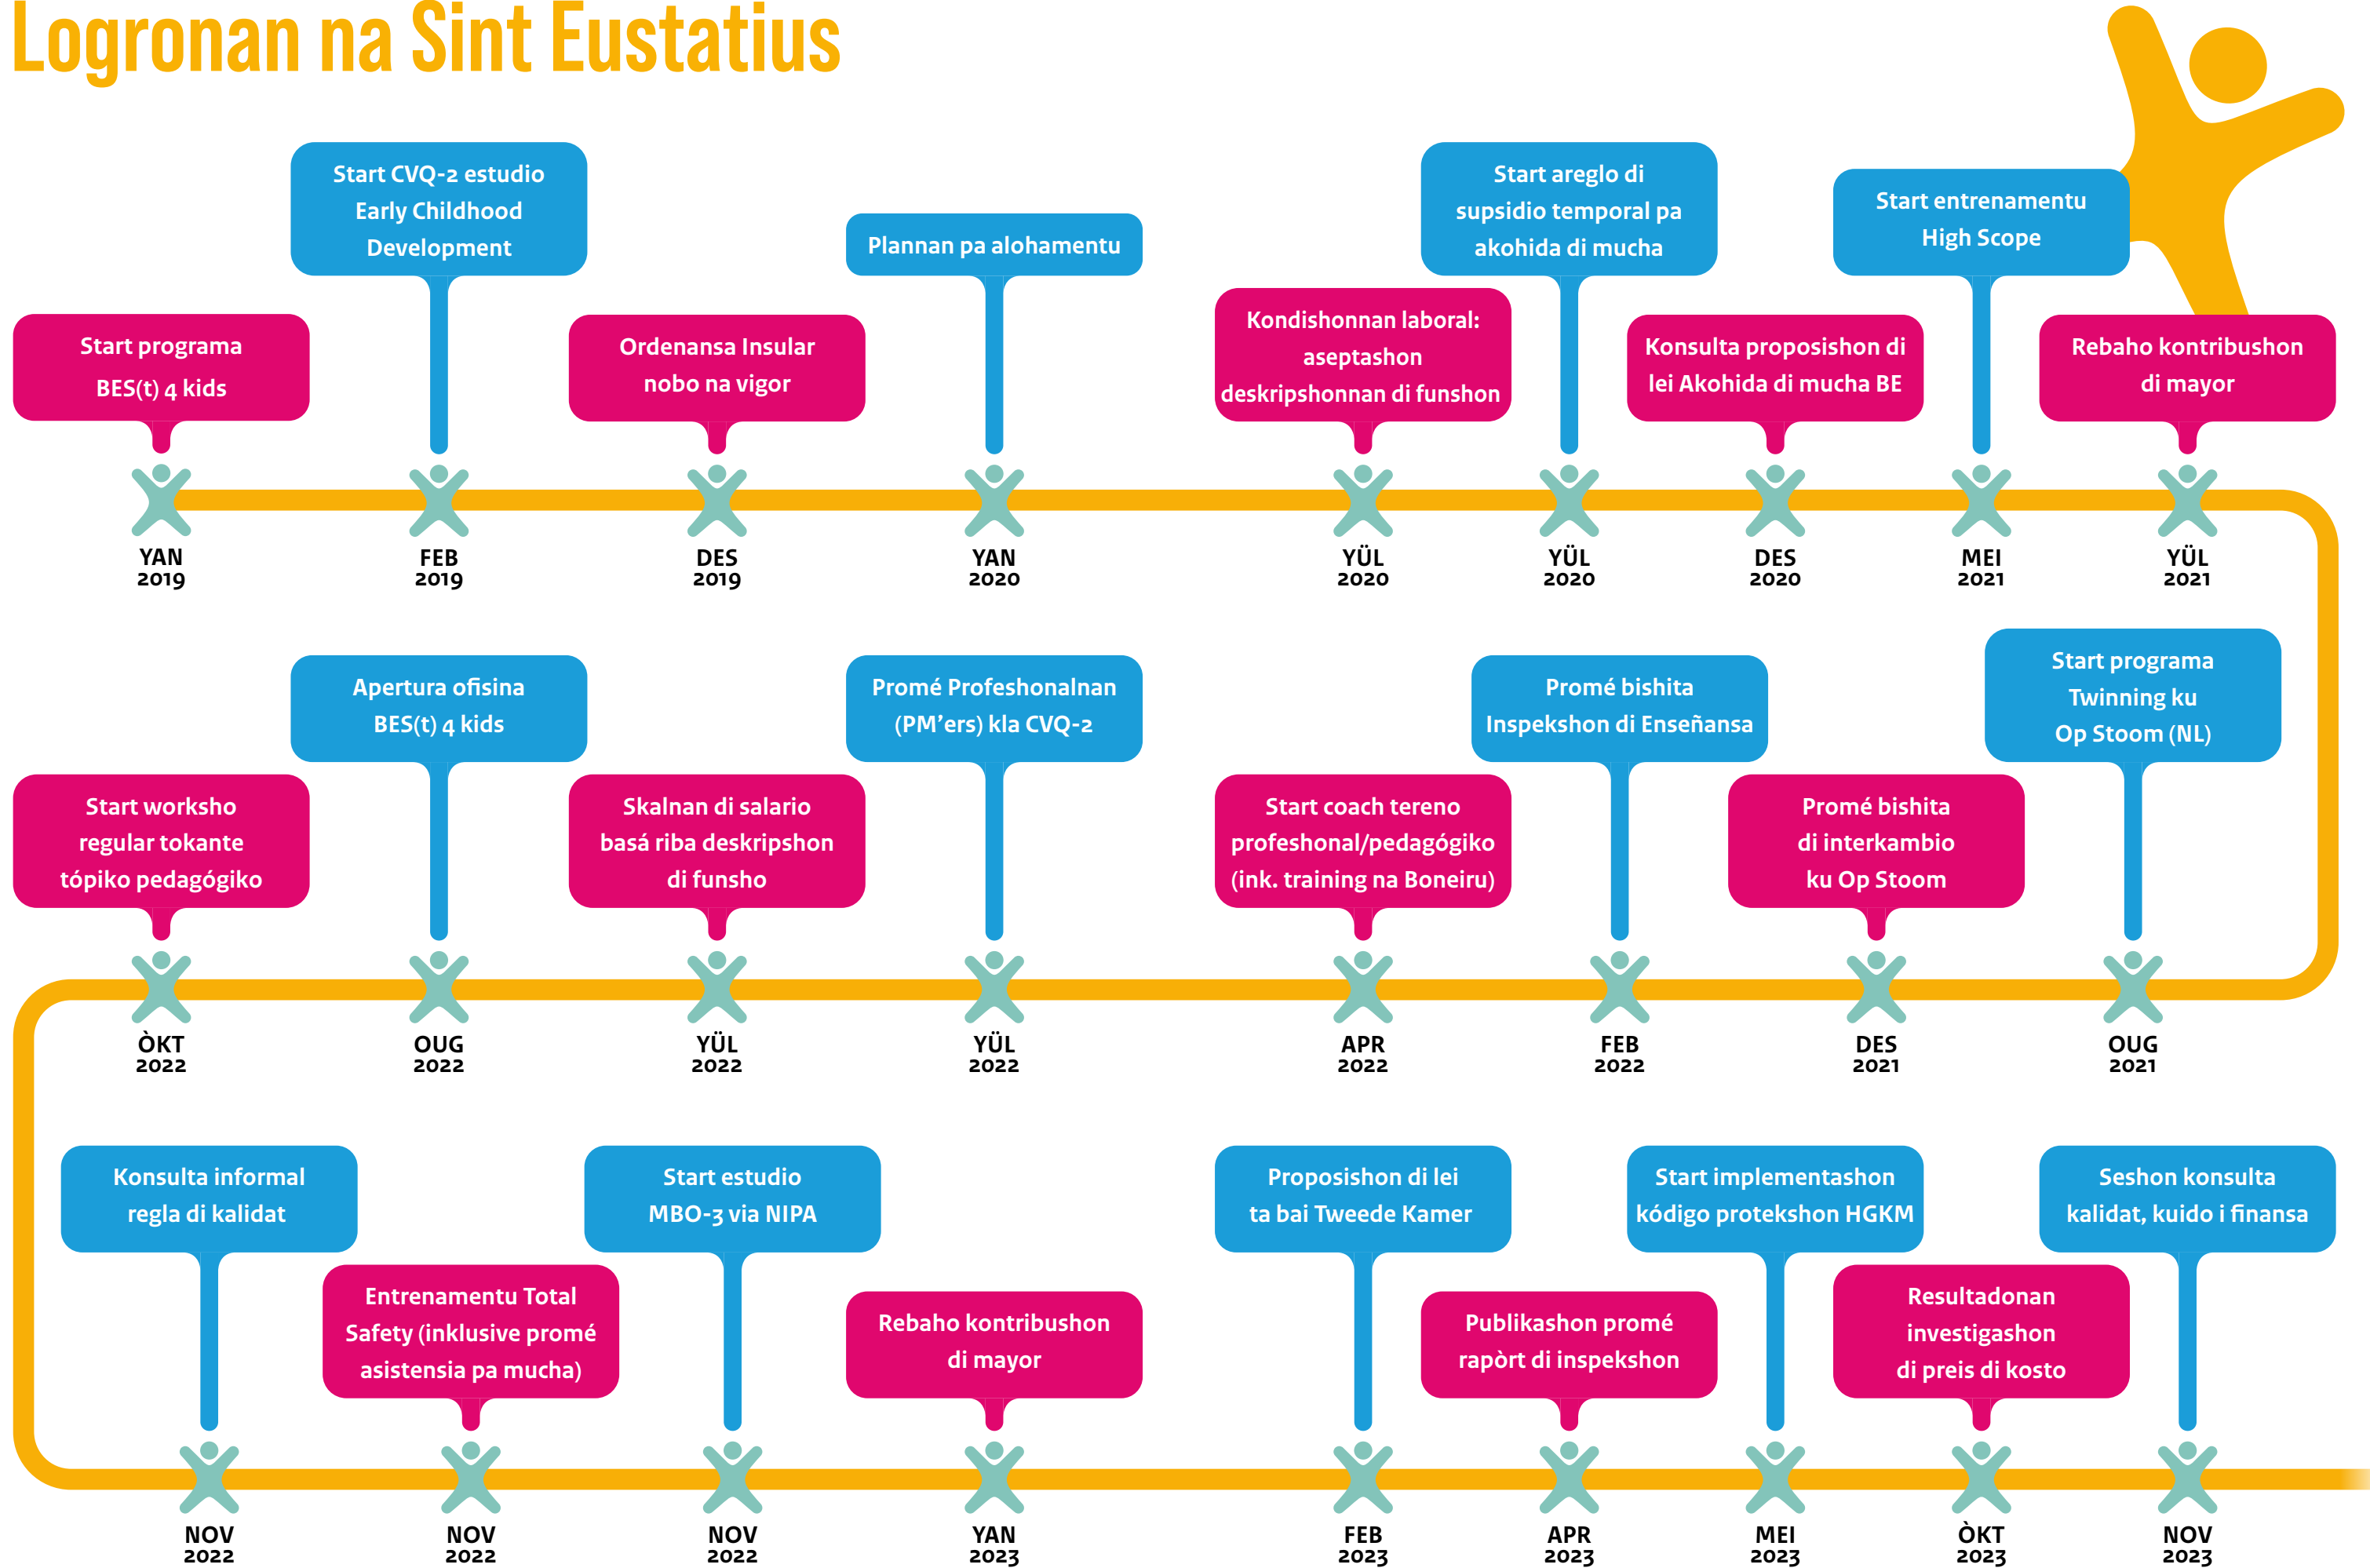 Logronan na Sint Eustatius
Start programa
BES(t) 4 kids
YAN
2019
Start CVQ-2 estudio
Early Childhood
Development
FEB
2019
Ordenansa Insular
nobo na vigor
DES
2019
Plannan pa alohamentu
YAN
2020
Kondishonnan laboral:
aseptashon
deskripshonnan di funshon
YÜL
2020
Start areglo di
supsidio temporal pa
akohida di mucha
YÜL
2020
Konsulta proposishon di
lei Akohida di mucha BE
DES
2020
Start entrenamentu
High Scope
MEI
2021
Rebaho kontribushon
di mayor
YÜL
2021
Start programa
Twinning ku
Op Stoom (NL)
OUG
2021
Promé bishita
di interkambio
ku Op Stoom
DES
2021
Promé bishita
Inspekshon di Enseñansa
FEB
2022
Start coach tereno
profeshonal/pedagógiko
(ink. training na Boneiru)
APR
2022
Promé Profeshonalnan
(PM’ers) kla CVQ-2
YÜL
2022
Skalnan di salario
basá riba deskripshon
di funsho
YÜL
2022
Apertura ofisina
BES(t) 4 kids
OUG
2022
Start worksho
regular tokante
tópiko pedagógiko
ÒKT
2022
Konsulta informal
regla di kalidat
NOV
2022
Entrenamentu Total
Safety (inklusive promé
asistensia pa mucha)
NOV
2022
Start estudio
MBO-3 via NIPA
NOV
2022
Rebaho kontribushon
di mayor
YAN
2023
Proposishon di lei
ta bai Tweede Kamer
FEB
2023
Publikashon promé
rapòrt di inspekshon
APR
2023
Start implementashon
kódigo protekshon HGKM
MEI
2023
Resultadonan
investigashon
di preis di kosto
ÒKT
2023
Seshon konsulta
kalidat, kuido i finansa
NOV
2023